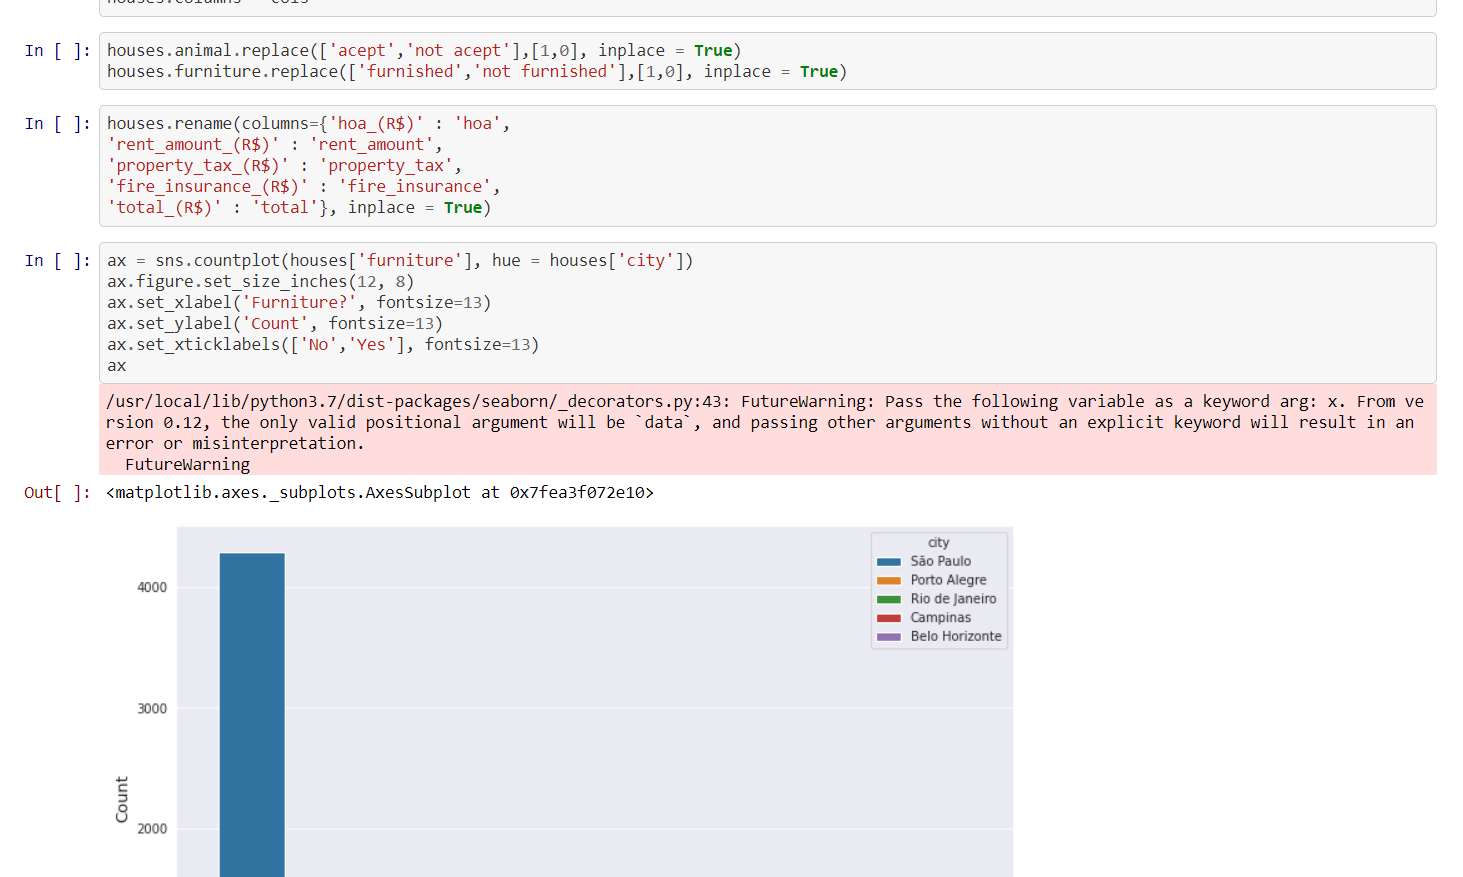 houses.columns = cols
In [ ]: houses.animal.replace(['acept','not acept'],[1,0], inplace = True)
houses.furniture.replace(['furnished','not furnished'],[1,0], inplace = True)
In [ ]: houses.rename(columns={'hoa_(R$)' : 'hoa',
'rent_amount_(R$)' : 'rent_amount',
'property_tax_(R$)' : 'property_tax',
'fire_insurance_(R$)' : 'fire_insurance',
'total_(R$)' : 'total'}, inplace = True)
In [ ]: ax = sns.countplot(houses['furniture'], hue = houses['city'])
ax.figure.set_size_inches(12, 8)
ax.set_xlabel('Furniture?', fontsize=13)
ax.set_ylabel('Count', fontsize=13)
ax.set_xticklabels(['No','Yes'], fontsize=13)
ax
/usr/local/lib/python3.7/dist-packages/seaborn/_decorators.py:43: FutureWarning: Pass the following variable as a keyword arg: x. From ve
rsion 0.12, the only valid positional argument will be `data`, and passing other arguments without an explicit keyword will result in an
error or misinterpretation.
FutureWarning
Out[ ]: <matplotlib.axes._subplots.AxesSubplot at 0x7fea3f072e10>
city
São Paulo
Porto Alegre
Rio de Janeiro
Campinas
Belo Horizonte
4000
3000
Count
2000